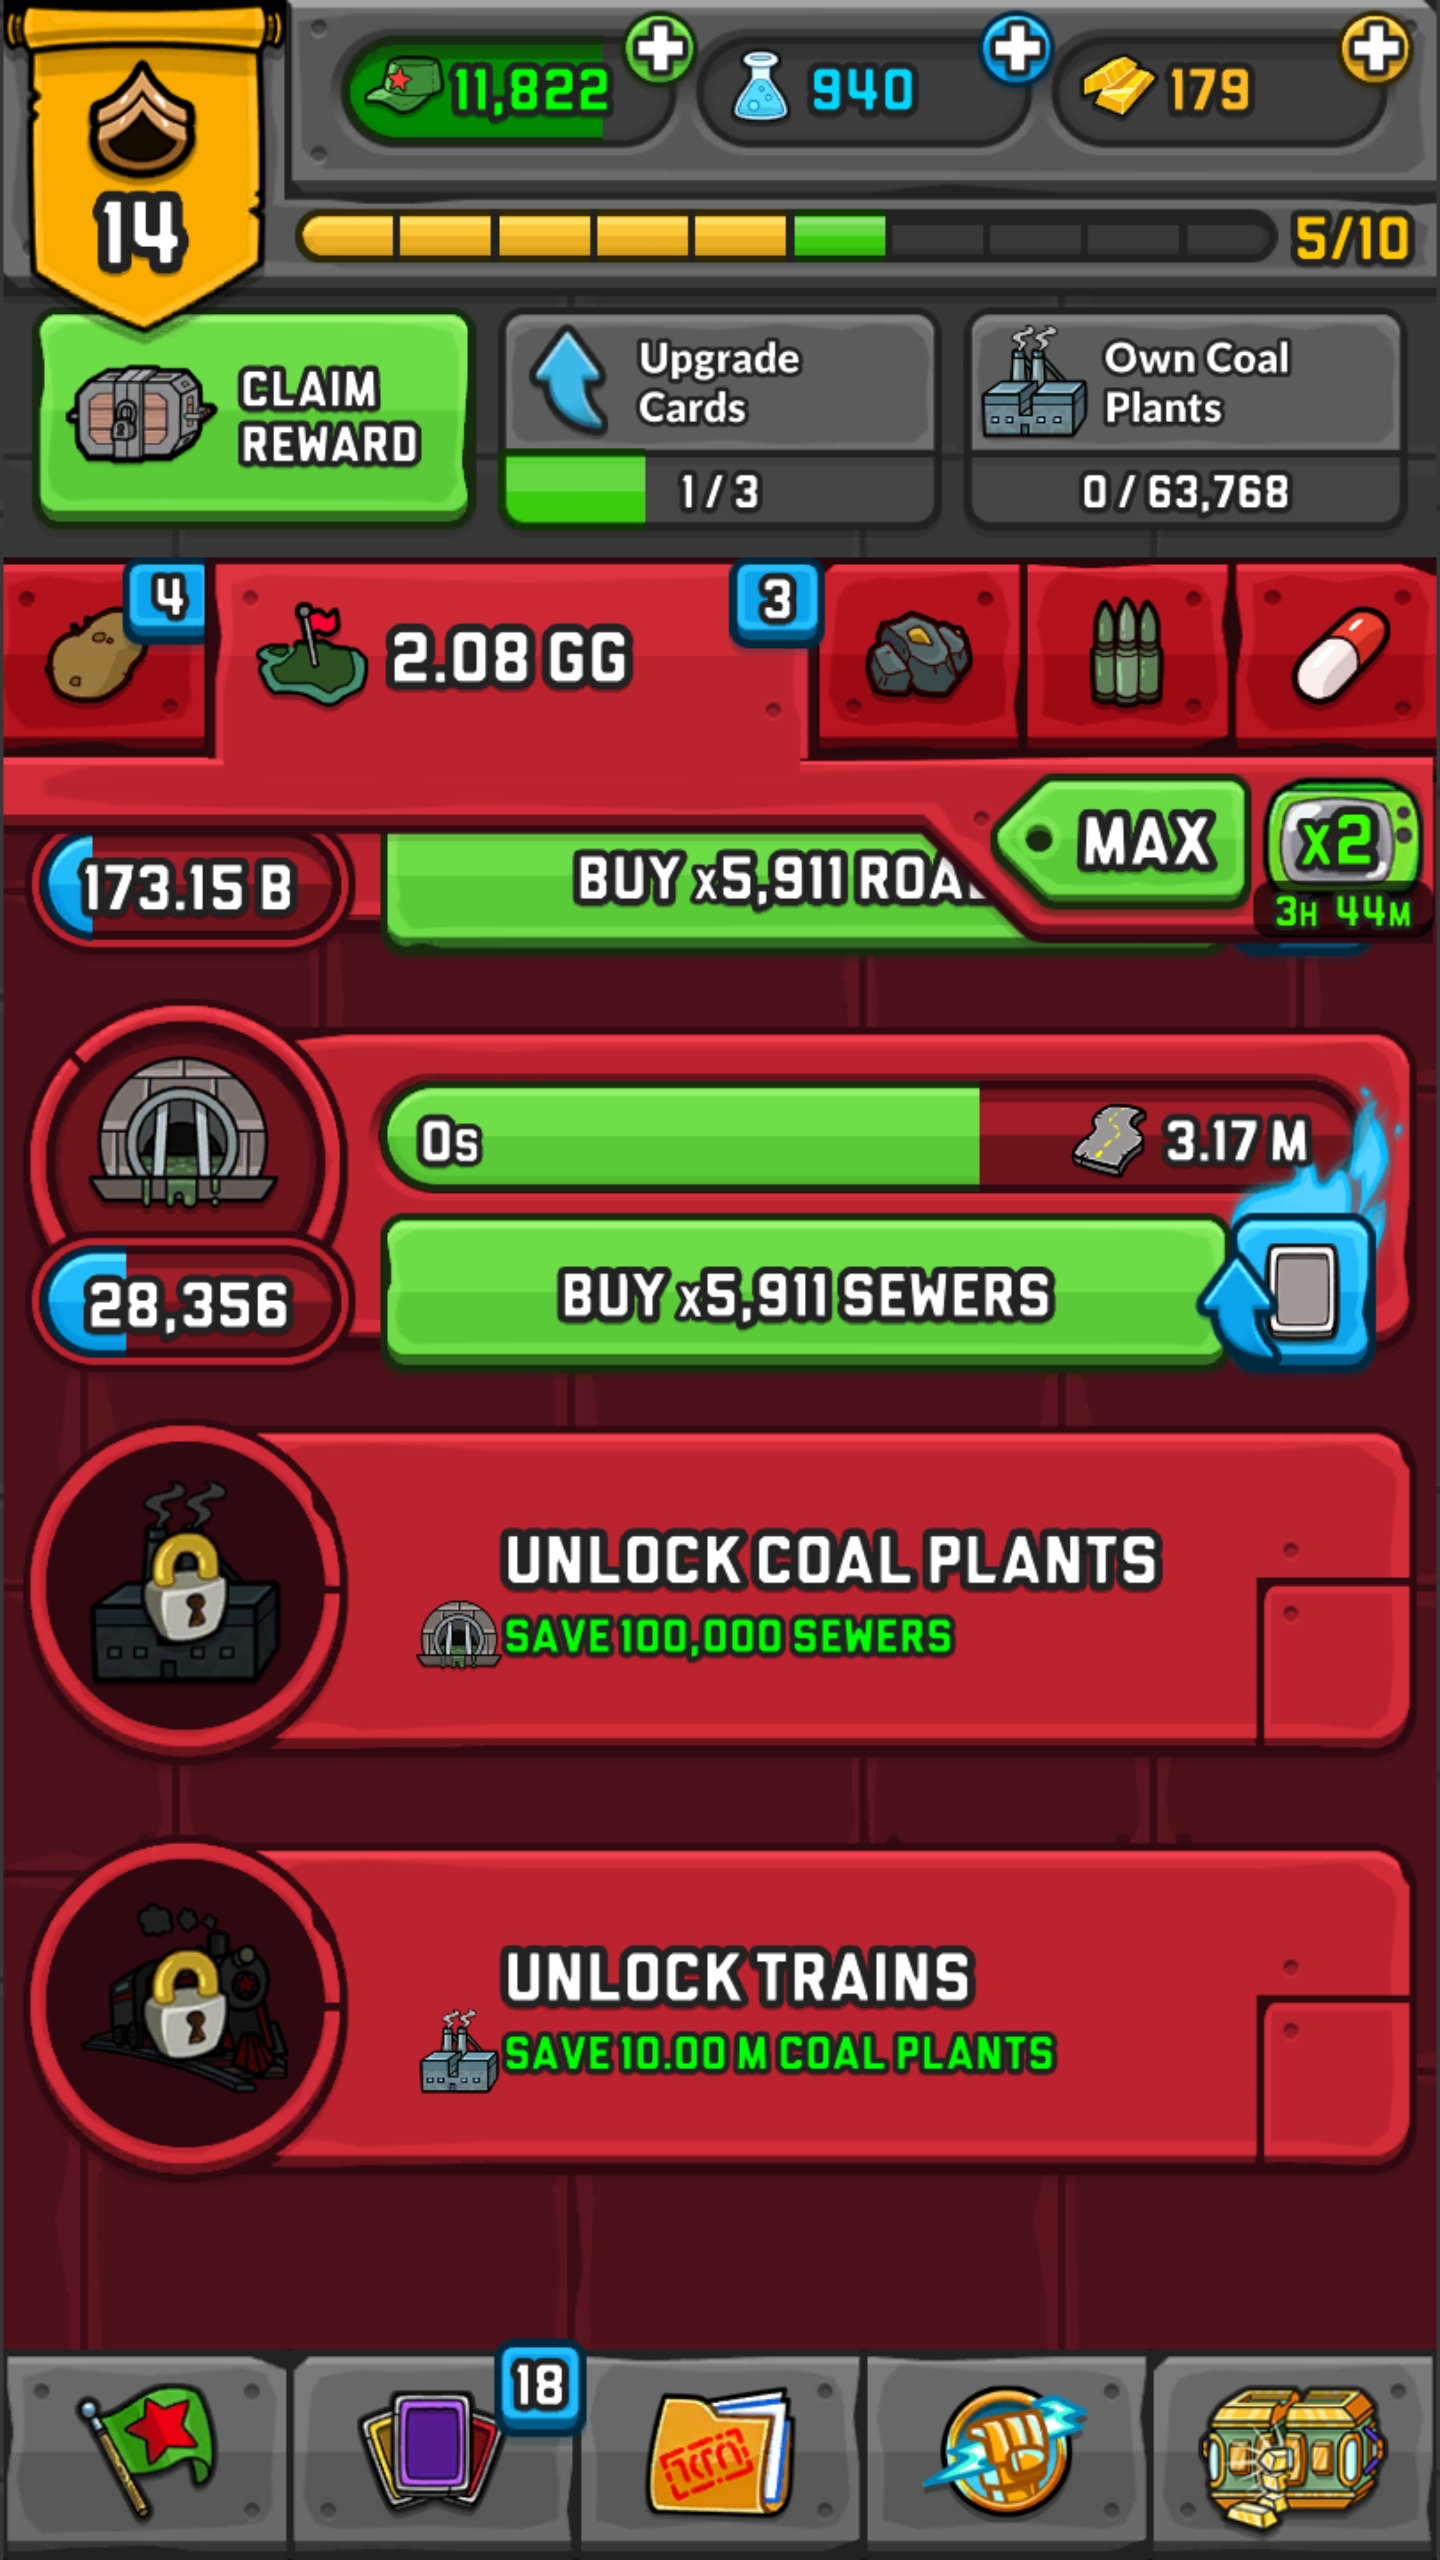 11,822
940
179
14
5/10
CLAIM
REWARD
Upgrade
Cards
1/3
Own Coal
Plants
0/63,768
4
2.08 GG
3
MAX
x2
3H 44M
173.15 B
BUY x5,911
0s
3.17 M
28,356
BUY x5,911 SEWERS
UNLOCK COAL PLANTS
SAVE 100,000 SEWERS
UNLOCK TRAINS
SAVE 10.00 M COAL PLANTS
18